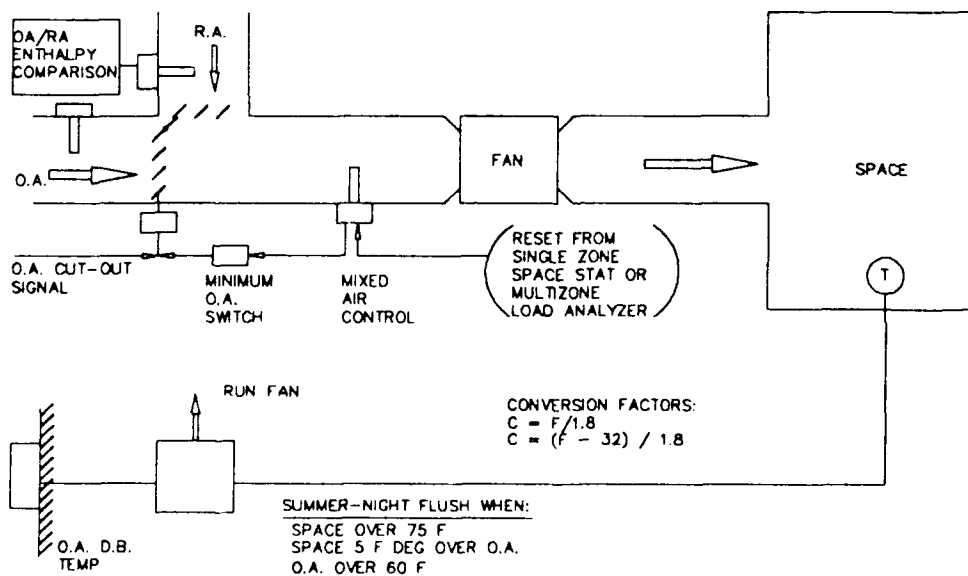 OA/RA
ENTHALPY
COMPARISON
R.A.
O.A.
FAN
SPACE
O.A. CUT-OUT
SIGNAL
MINIMUM
O.A.
SWITCH
MIXED
AIR
CONTROL
(RESET FROM
SINGLE ZONE
SPACE STAT OR
MULTIZONE
LOAD ANALYZER)
T
RUN FAN
CONVERSION FACTORS:
C = F/1.8
C = (F - 32) / 1.8
O.A. D.B.
TEMP
SUMMER-NIGHT FLUSH WHEN:
SPACE OVER 75 F
SPACE 5 F DEG OVER O.A.
O.A. OVER 60 F